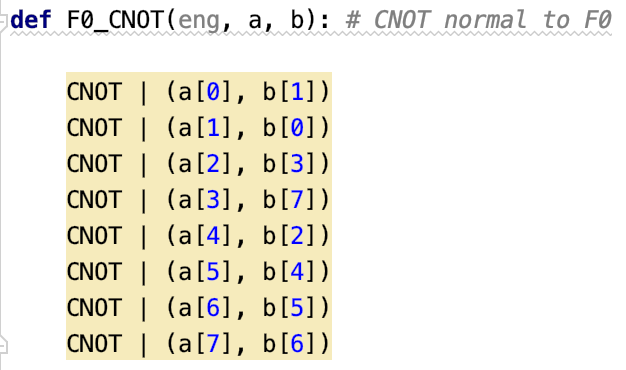 def F0_CNOT(eng, a, b): # CNOT normal to F0
CNOT | (a[0], b[1])
CNOT | (a[1], b[0])
CNOT | (a[2], b[3])
CNOT | (a[3], b[7])
CNOT | (a[4], b[2])
CNOT | (a[5], b[4])
CNOT | (a[6], b[5])
CNOT | (a[7], b[6])